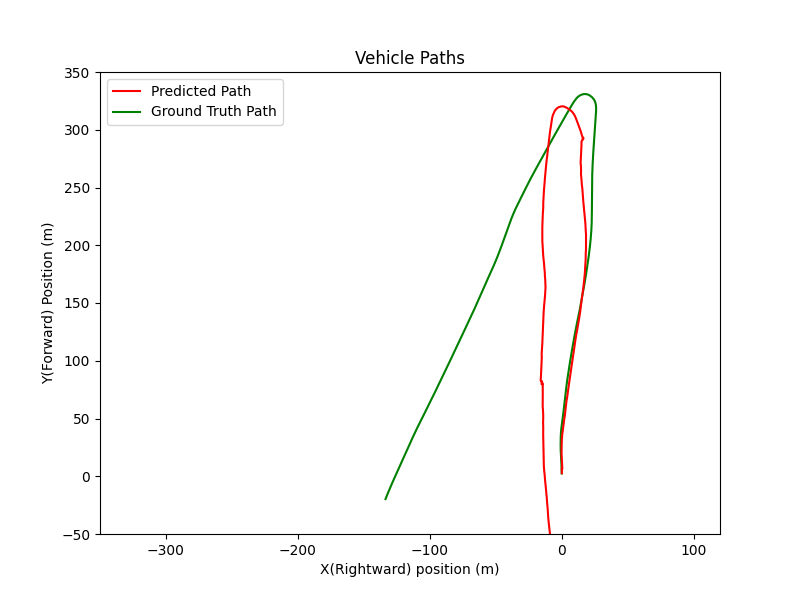 Vehicle Paths
Predicted Path
Ground Truth Path
350
300
250
200
150
100
50
0
−50
Y(Forward) Position (m)
−300
−200
−100
0
100
X(Rightward) position (m)